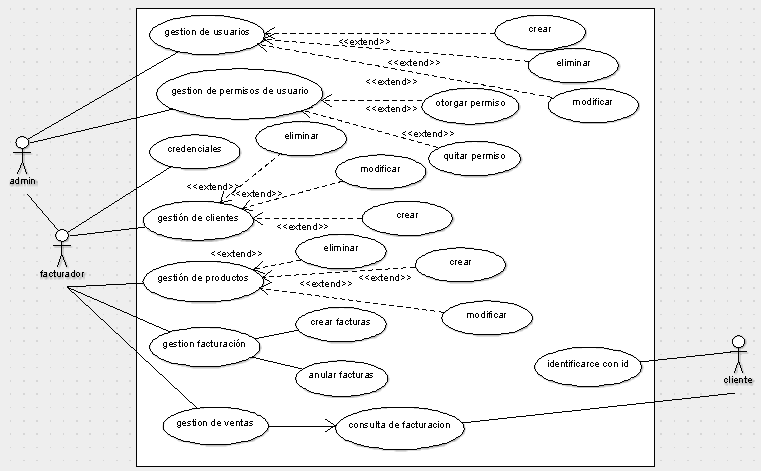 gestion de usuarios
crear
<<extend>>
eliminar
<<extend>>
modificar
<<extend>>
gestion de permisos de usuario
otorgar permiso
<<extend>>
quitar permiso
<<extend>>
credenciales
eliminar
<<extend>>
modificar
<<extend>>
gestión de clientes
crear
<<extend>>
admin
facturador
eliminar
<<extend>>
gestión de productos
crear
<<extend>>
modificar
<<extend>>
crear facturas
gestion facturación
anular facturas
identificarce con id
cliente
gestion de ventas
consulta de facturacion